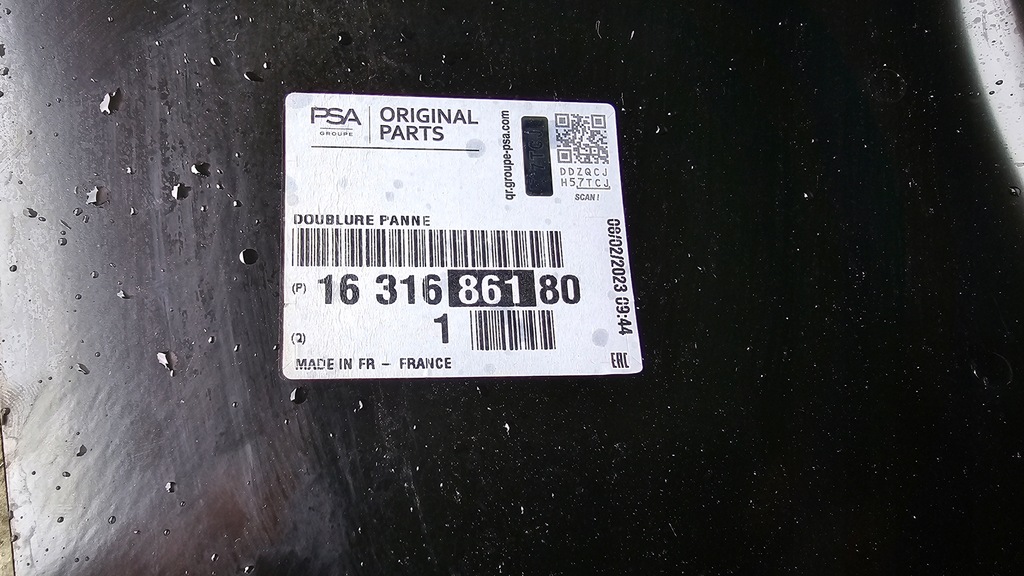 PSA
GROUPE
ORIGINAL
PARTS
qr.groupe-psa.com
DDZQCJ
H57TCJ
SCAN!
DOUBLURE PANNE
(P) 16 316 861 80
(Q) 1
MADE IN FR - FRANCE
08/02/2023 09:44
EAC